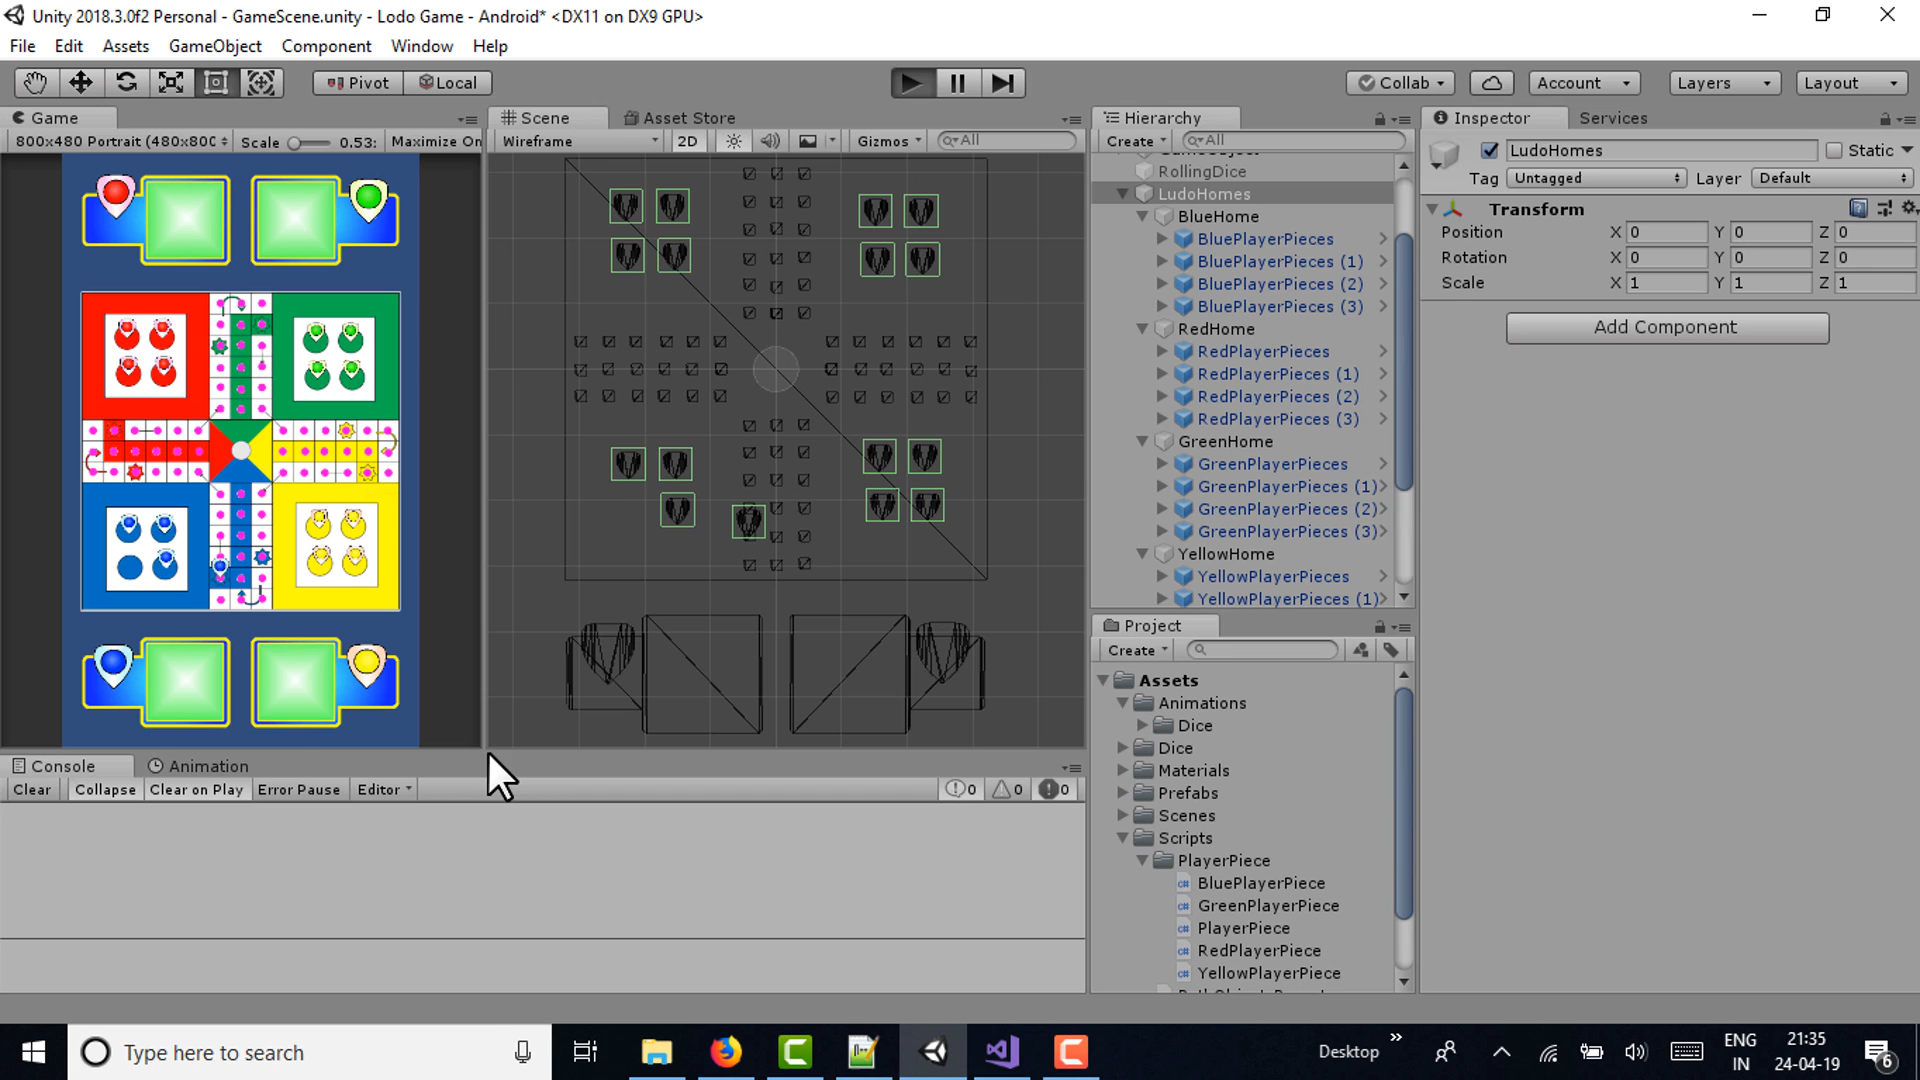 Unity 2018.3.0f2 Personal - GameScene.unity - Lodo Game - Android* <DX11 on DX9 GPU>
File Edit Assets GameObject Component Window Help
Pivot Local Collab Account Layers Layout
Game
800x480 Portrait (480x80( Scale 0.53: Maximize On
Scene Asset Store
Wireframe 2D Gizmos All
Hierarchy
Create All
RollingDice
LudoHomes
BlueHome
BluePlayerPieces
BluePlayerPieces (1)
BluePlayerPieces (2)
BluePlayerPieces (3)
RedHome
RedPlayerPieces
RedPlayerPieces (1)
RedPlayerPieces (2)
RedPlayerPieces (3)
GreenHome
GreenPlayerPieces
GreenPlayerPieces (1)
GreenPlayerPieces (2)
GreenPlayerPieces (3)
YellowHome
YellowPlayerPieces
YellowPlayerPieces (1)
Inspector Services
LudoHomes Static
Tag Untagged Layer Default
Transform
Position X 0 Y 0 Z 0
Rotation X 0 Y 0 Z 0
Scale X 1 Y 1 Z 1
Add Component
Project
Create
Assets
Animations
Dice
Dice
Materials
Prefabs
Scenes
Scripts
PlayerPiece
BluePlayerPiece
GreenPlayerPiece
PlayerPiece
RedPlayerPiece
YellowPlayerPiece
Console Animation
Clear Collapse Clear on Play Error Pause Editor 0 0 0
Type here to search
Desktop
ENG
IN
21:35
24-04-19
6